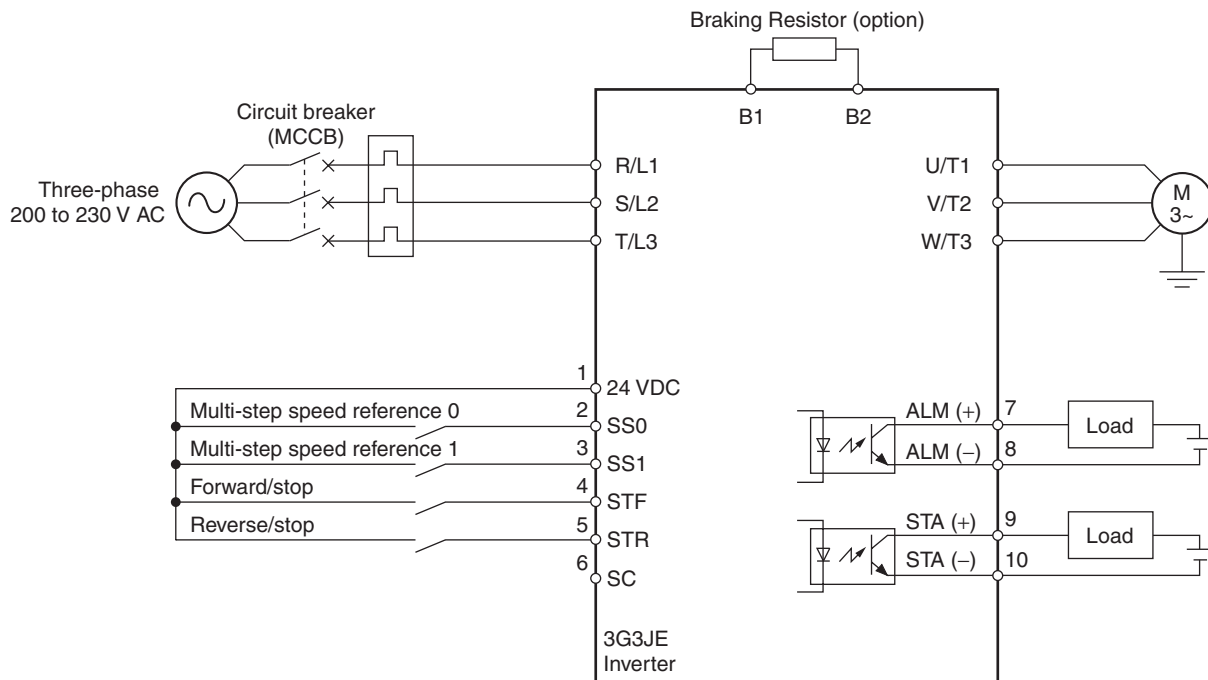 Braking Resistor (option)
B1
B2
Circuit breaker
(MCCB)
Three-phase
200 to 230 V AC
R/L1
S/L2
T/L3
U/T1
V/T2
W/T3
M
3~
1
24 VDC
Multi-step speed reference 0
2
SS0
Multi-step speed reference 1
3
SS1
Forward/stop
4
STF
Reverse/stop
5
STR
6
SC
ALM (+)
7
Load
ALM (−)
8
STA (+)
9
Load
STA (−)
10
3G3JE
Inverter